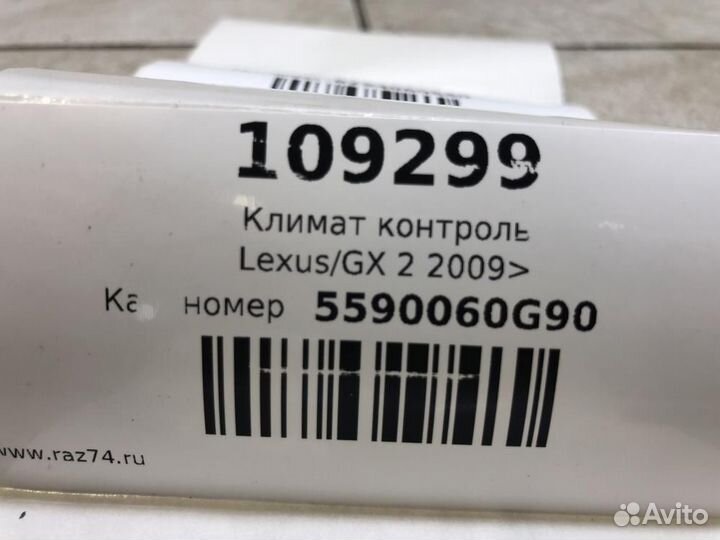 109299
Климат контроль
Lexus/GX 2 2009>
номер 5590060G90
www.raz74.ru
Avito